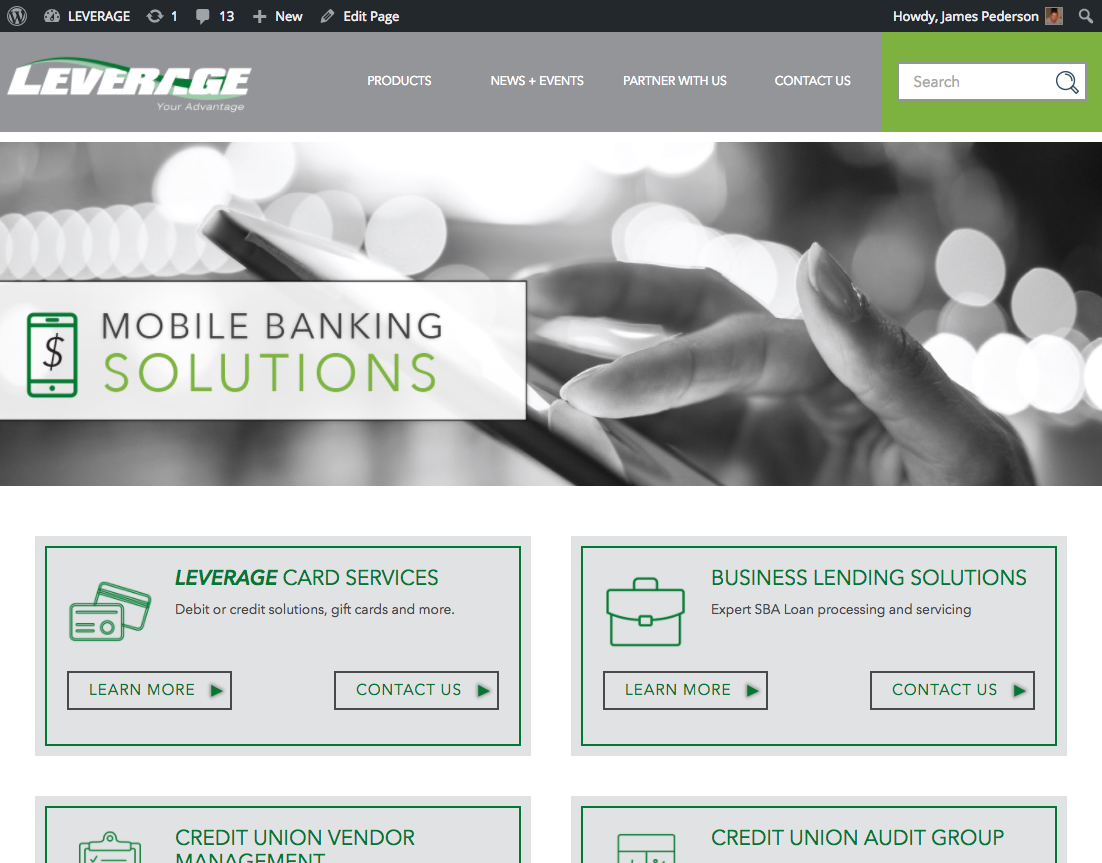 LEVERAGE 1 13 New Edit Page Howdy, James Pederson
LEVERAGE
Your Advantage
PRODUCTS NEWS + EVENTS PARTNER WITH US CONTACT US Search
$
MOBILE BANKING
SOLUTIONS
LEVERAGE CARD SERVICES
Debit or credit solutions, gift cards and more.
LEARN MORE CONTACT US
BUSINESS LENDING SOLUTIONS
Expert SBA Loan processing and servicing
LEARN MORE CONTACT US
CREDIT UNION VENDOR
MANAGEMENT
CREDIT UNION AUDIT GROUP